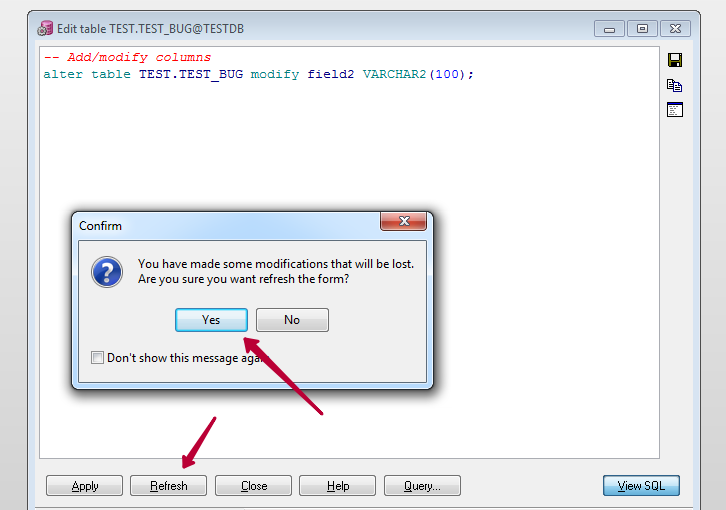 Edit table TEST.TEST_BUG@TESTDB
-- Add/modify columns
alter table TEST.TEST_BUG modify field2 VARCHAR2(100);
Confirm
You have made some modifications that will be lost.
Are you sure you want refresh the form?
Yes No
Don't show this message again
Apply Refresh Close Help Query... View SQL